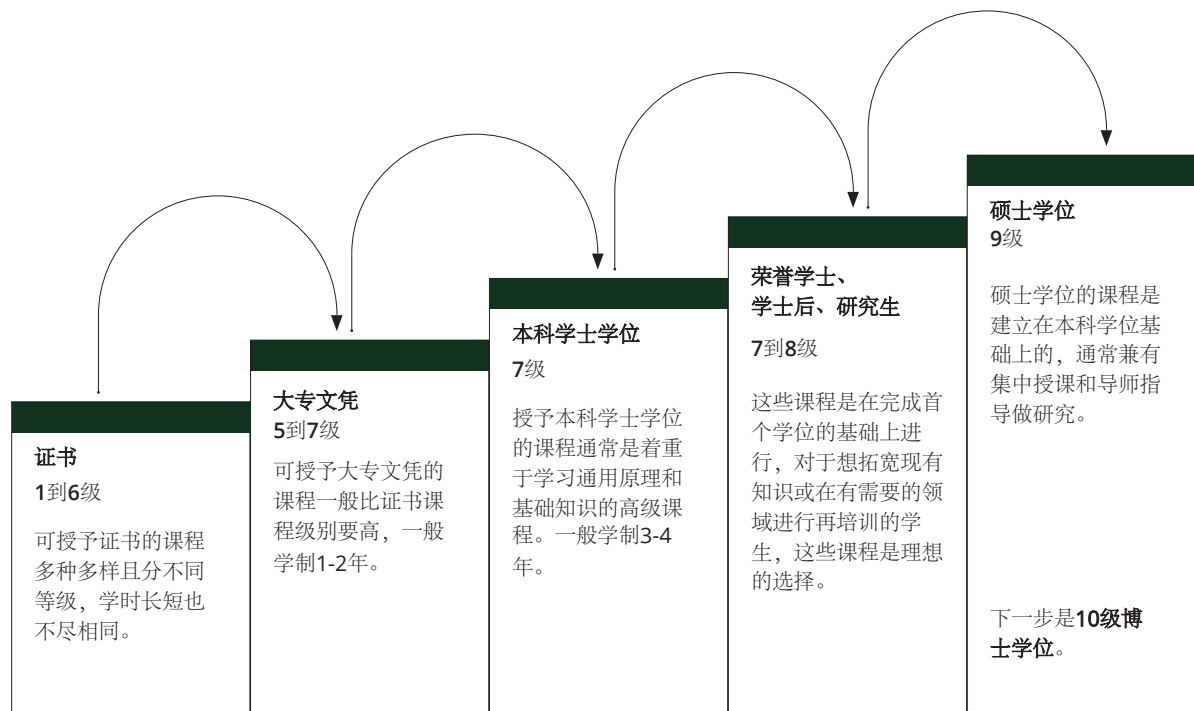 证书
1到6级
可授予证书的课程
多种多样且分不同
等级，学时长短也
不尽相同。
大专文凭
5到7级
可授予大专文凭的
课程一般比证书课
程级别要高，一般
学制1-2年。
本科学士学位
7级
授予本科学士学位
的课程通常是着重
于学习通用原理和
基础知识的高级课
程。一般学制3-4
年。
荣誉学士、
学士后、研究生
7到8级
这些课程是在完成首
个学位的基础上进
行，对于想拓宽现有
知识或在有需要的领
域进行再培训的学
生，这些课程是理想
的选择。
硕士学位
9级
硕士学位的课程是
建立在本科学位基
础上的，通常兼有
集中授课和导师指
导做研究。
下一步是10级博
士学位。